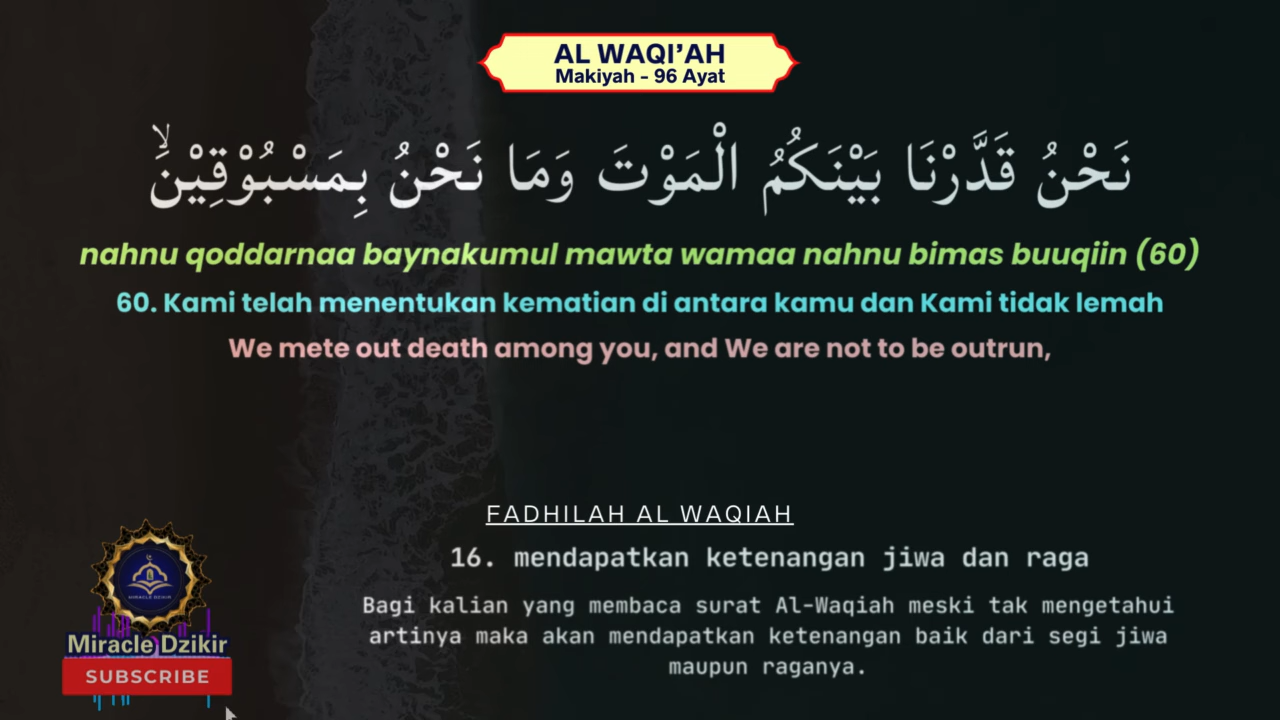 AL WAQI'AH
Makiyah - 96 Ayat
نَحْنُ قَدَّرْنَا بَيْنَكُمُ الْمَوْتَ وَمَا نَحْنُ بِمَسْبُوْقِيْنَۙ
nahnu qoddarnaa baynakumul mawta wamaa nahnu bimas buuqiin (60)
60. Kami telah menentukan kematian di antara kamu dan Kami tidak lemah
We mete out death among you, and We are not to be outrun,
FADHILAH AL WAQIAH
16. mendapatkan ketenangan jiwa dan raga
Bagi kalian yang membaca surat Al-Waqiah meski tak mengetahui
artinya maka akan mendapatkan ketenangan baik dari segi jiwa
maupun raganya.
MIRACLE DZIKIR
Miracle Dzikir
SUBSCRIBE